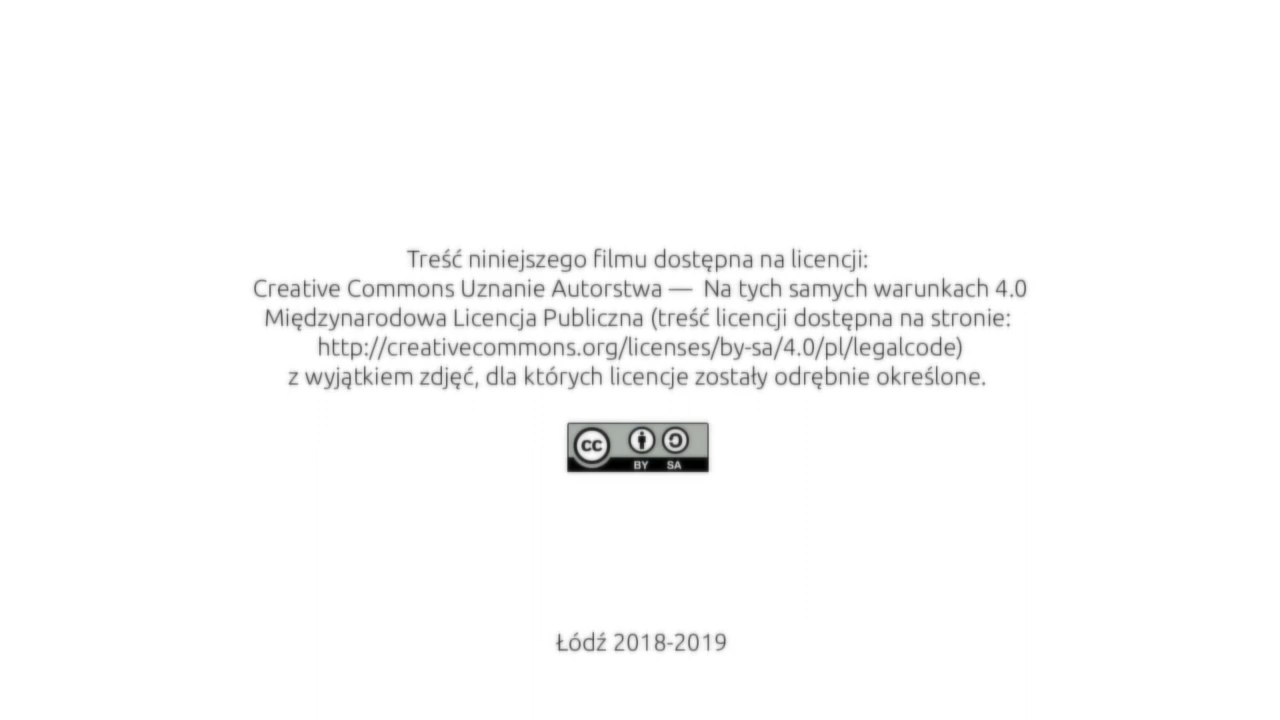 Treść niniejszego filmu dostępna na licencji:
Creative Commons Uznanie Autorstwa — Na tych samych warunkach 4.0
Międzynarodowa Licencja Publiczna (treść licencji dostępna na stronie:
http://creativecommons.org/licenses/by-sa/4.0/pl/legalcode)
z wyjątkiem zdjęć, dla których licencje zostały odrębnie określone.
cc
BY SA
Łódź 2018-2019